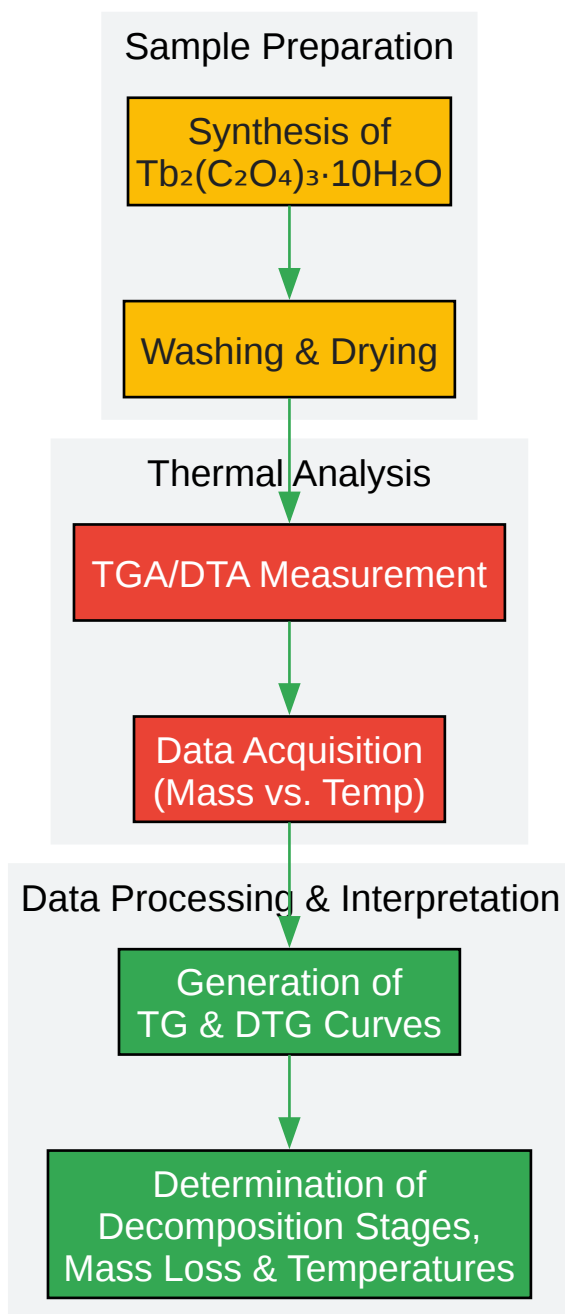 Sample Preparation
Synthesis of
Tb₂(C₂O₄)₃·10H₂O
Washing & Drying
Thermal Analysis
TGA/DTA Measurement
Data Acquisition
(Mass vs. Temp)
Data Processing & Interpretation
Generation of
TG & DTG Curves
Determination of
Decomposition Stages,
Mass Loss & Temperatures